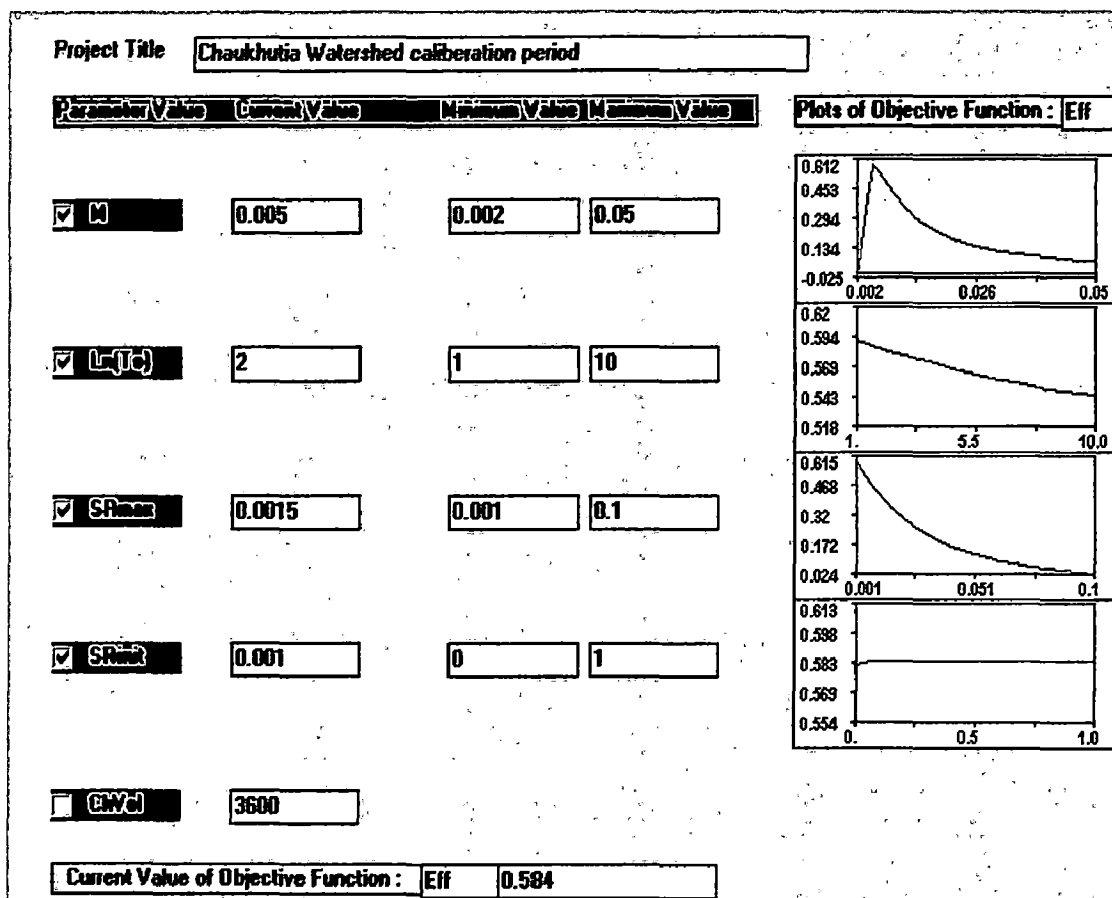 Project Title Chaukhutia Watershed caliberation period
Parameter Value Current Value Minimum Value Maximum Value Plots of Objective Function : Eff
M 0.005 0.002 0.05
0.612
0.453
0.294
0.134
-0.025
0.002 0.026 0.05
Ln(To) 2 1 10
0.62
0.594
0.569
0.543
0.518
1. 5.5 10.0
SRmax 0.0015 0.001 0.1
0.615
0.468
0.32
0.172
0.024
0.001 0.051 0.1
SRinit 0.001 0 1
0.613
0.598
0.583
0.569
0.554
0. 0.5 1.0
ChVel 3600
Current Value of Objective Function : Eff 0.584